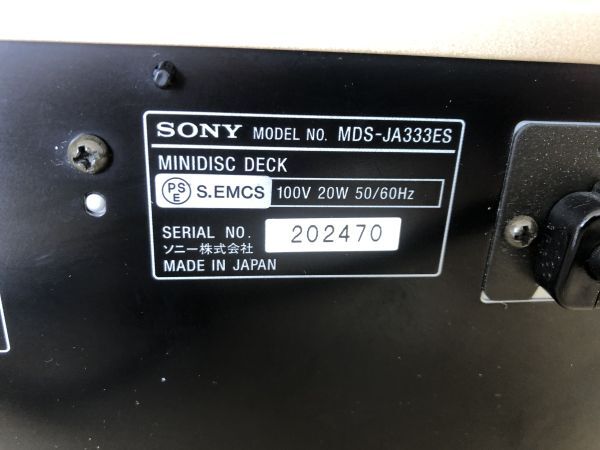 SONY MODEL NO. MDS-JA333ES
MINIDISC DECK
PS E S.EMCS 100V 20W 50/60Hz
SERIAL NO. 202470
ソニー株式会社
MADE IN JAPAN